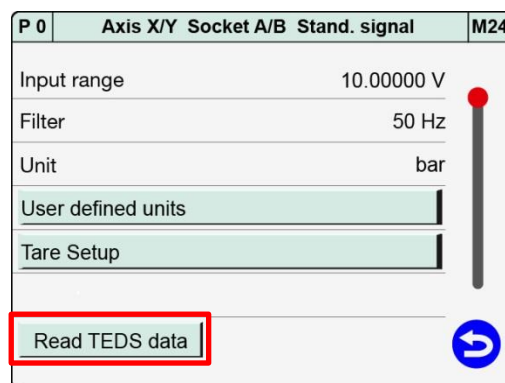 P 0 Axis X/Y Socket A/B Stand. signal M24
Input range 10.00000 V
Filter 50 Hz
Unit bar
User defined units
Tare Setup
Read TEDS data